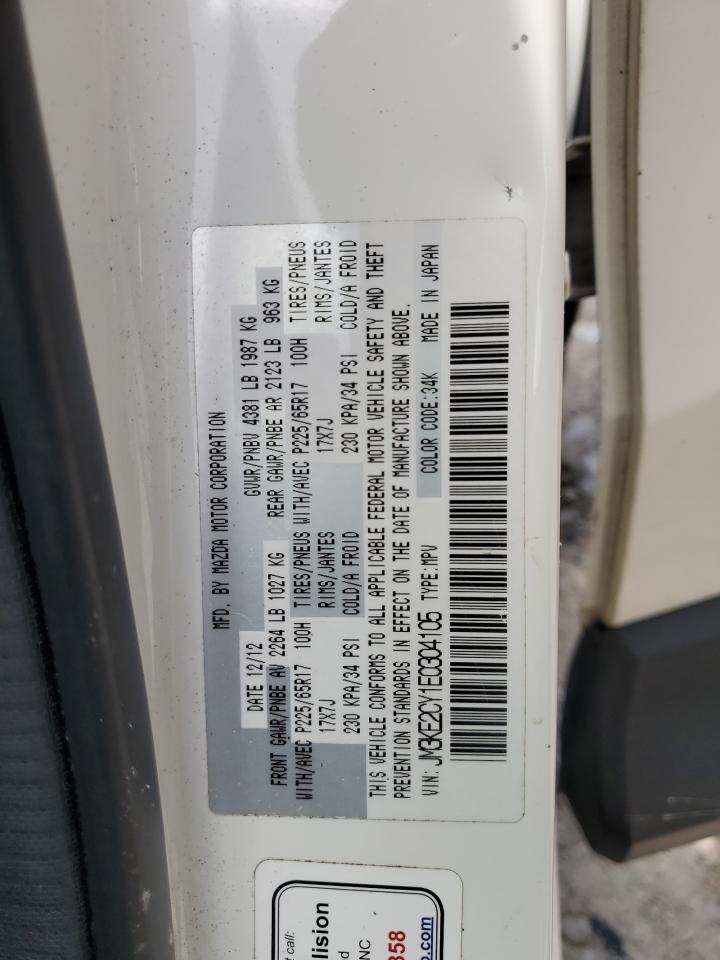 MFD. BY MAZDA MOTOR CORPORATION
DATE 12/12 GVWR/PNBV 4381 LB 1987 KG
FRONT GAWR/PNBE AV 2264 LB 1027 KG REAR GAWR/PNBE AR 2123 LB 963 KG
WITH/AVEC P225/65R17 100H TIRES/PNEUS WITH/AVEC P225/65R17 100H TIRES/PNEUS
17X7J RIMS/JANTES 17X7J RIMS/JANTES
230 KPA/34 PSI COLD/A FROID 230 KPA/34 PSI COLD/A FROID
THIS VEHICLE CONFORMS TO ALL APPLICABLE FEDERAL MOTOR VEHICLE SAFETY AND THEFT
PREVENTION STANDARDS IN EFFECT ON THE DATE OF MANUFACTURE SHOWN ABOVE.
VIN: JM3KE2CY1E0304105 TYPE:MPV COLOR CODE:34K MADE IN JAPAN
t call:
lision
d
NC
358
o.com